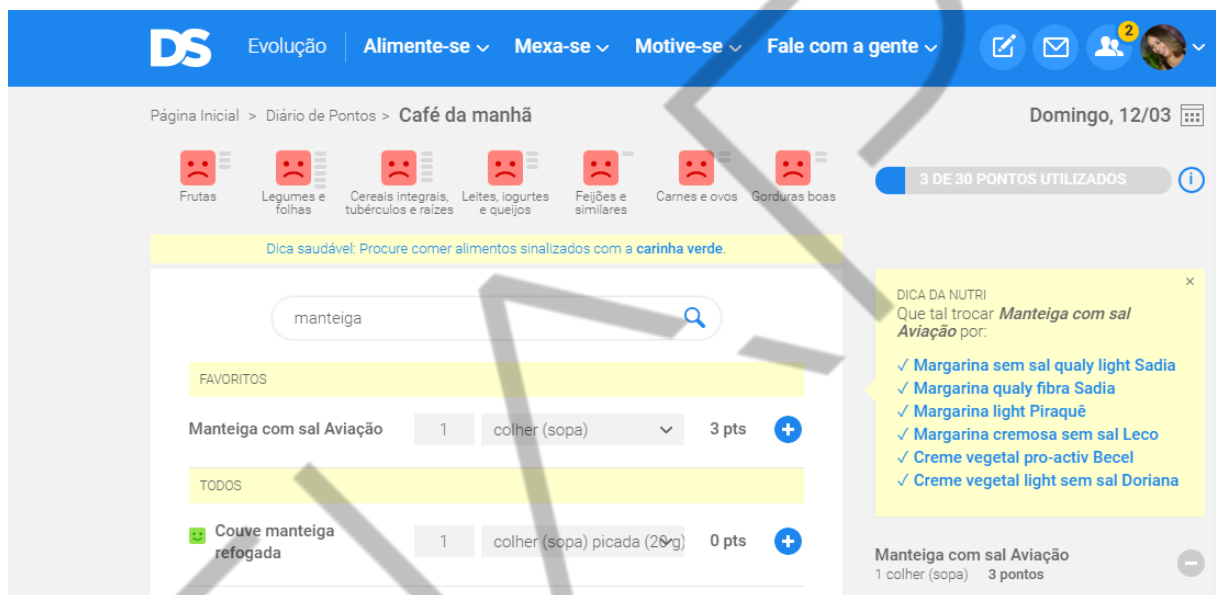 DS Evolução Alimente-se Mexa-se Motive-se Fale com a gente 2
Página Inicial > Diário de Pontos > Café da manhã Domingo, 12/03
Frutas
Legumes e
folhas
Cereais integrais,
tubérculos e raízes
Leites, iogurtes
e queijos
Feijões e
similares
Carnes e ovos
Gorduras boas
3 DE 30 PONTOS UTILIZADOS i
Dica saudável: Procure comer alimentos sinalizados com a carinha verde.
manteiga
FAVORITOS
Manteiga com sal Aviação 1 colher (sopa) 3 pts +
TODOS
Couve manteiga
refogada
1 colher (sopa) picada (20 g) 0 pts +
DICA DA NUTRI ×
Que tal trocar Manteiga com sal
Aviação por:
✓ Margarina sem sal qualy light Sadia
✓ Margarina qualy fibra Sadia
✓ Margarina light Piraquê
✓ Margarina cremosa sem sal Leco
✓ Creme vegetal pro-activ Becel
✓ Creme vegetal light sem sal Doriana
Manteiga com sal Aviação
1 colher (sopa) 3 pontos